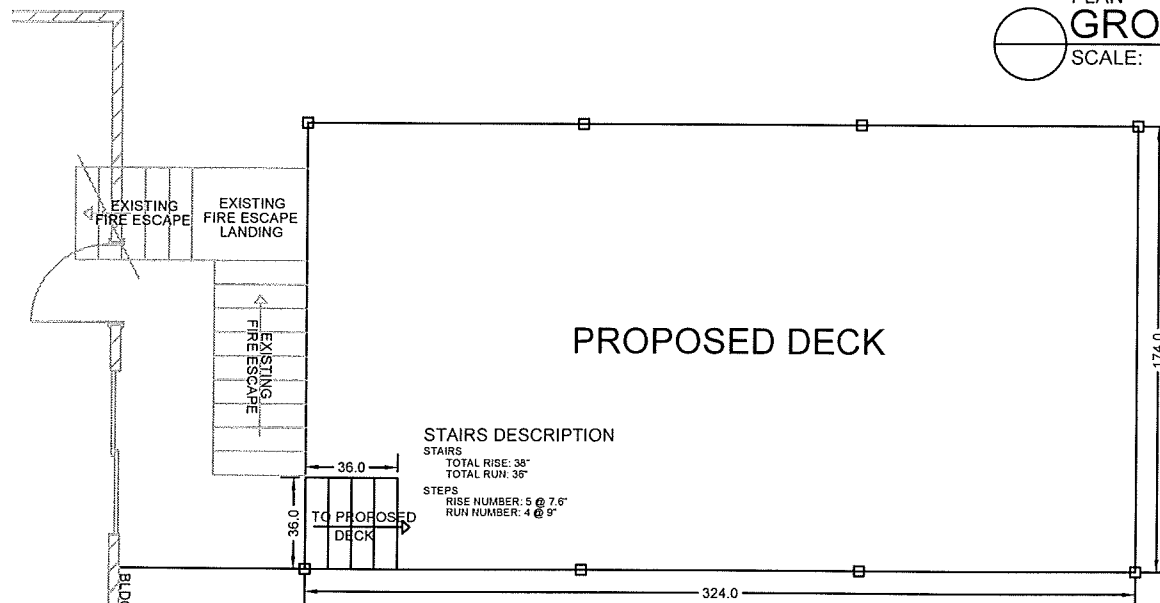 PLAN
GRO
SCALE:
EXISTING
FIRE ESCAPE
EXISTING
FIRE ESCAPE
LANDING
EXISTING
FIRE ESCAPE
PROPOSED DECK
174.0
STAIRS DESCRIPTION
STAIRS
TOTAL RISE: 38"
TOTAL RUN: 36"
STEPS
RISE NUMBER: 5 @ 7.6"
RUN NUMBER: 4 @ 9"
36.0
36.0
TO PROPOSED
DECK
324.0